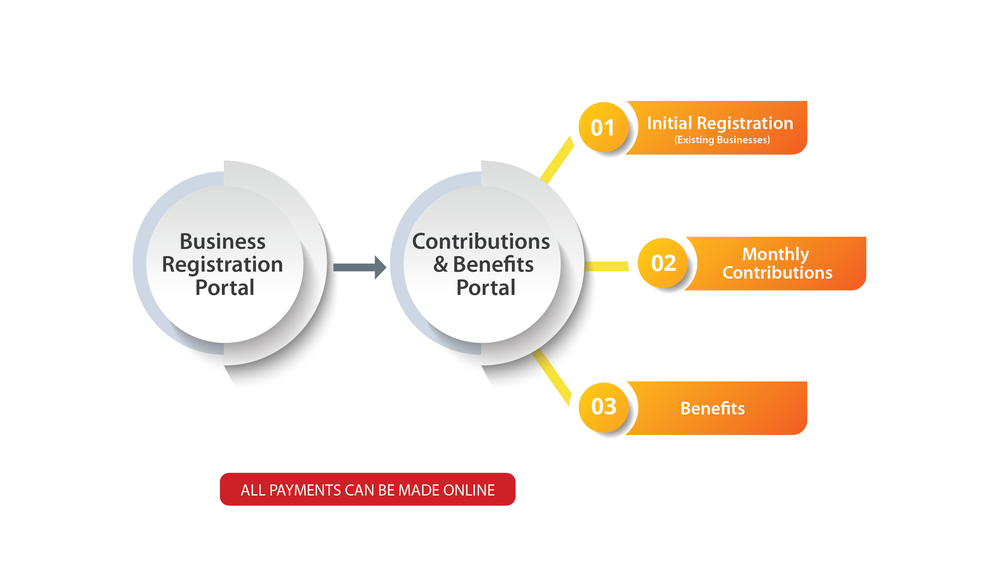 Business
Registration
Portal
Contributions
& Benefits
Portal
01
Initial Registration
(Existing Businesses)
02
Monthly
Contributions
03
Benefits
ALL PAYMENTS CAN BE MADE ONLINE